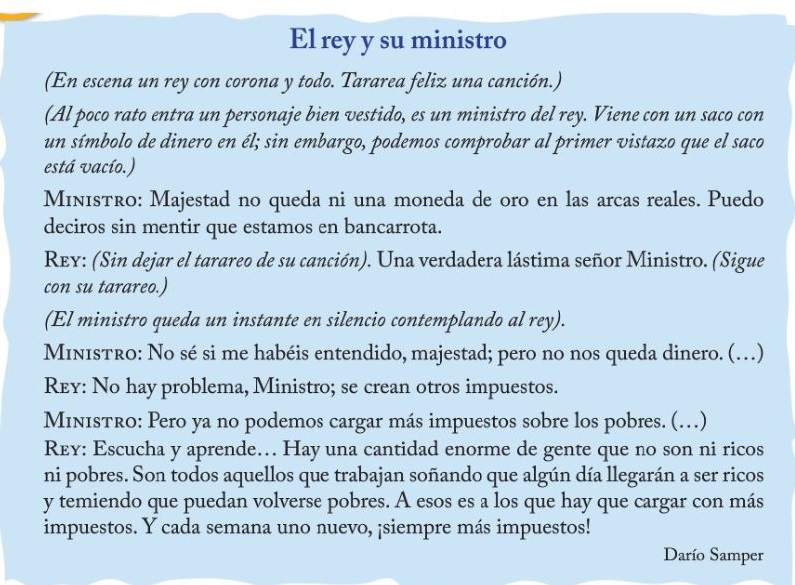 El rey y su ministro
(En escena un rey con corona y todo. Tararea feliz una canción.)
(Al poco rato entra un personaje bien vestido, es un ministro del rey. Viene con un saco con
un símbolo de dinero en él; sin embargo, podemos comprobar al primer vistazo que el saco
está vacío.)
MINISTRO: Majestad no queda ni una moneda de oro en las arcas reales. Puedo
deciros sin mentir que estamos en bancarrota.
REY: (Sin dejar el tarareo de su canción). Una verdadera lástima señor Ministro. (Sigue
con su tarareo.)
(El ministro queda un instante en silencio contemplando al rey).
MINISTRO: No sé si me habéis entendido, majestad; pero no nos queda dinero. (…)
REY: No hay problema, Ministro; se crean otros impuestos.
MINISTRO: Pero ya no podemos cargar más impuestos sobre los pobres. (…)
REY: Escucha y aprende… Hay una cantidad enorme de gente que no son ni ricos
ni pobres. Son todos aquellos que trabajan soñando que algún día llegarán a ser ricos
y temiendo que puedan volverse pobres. A esos es a los que hay que cargar con más
impuestos. Y cada semana uno nuevo, ¡siempre más impuestos!
Darío Samper